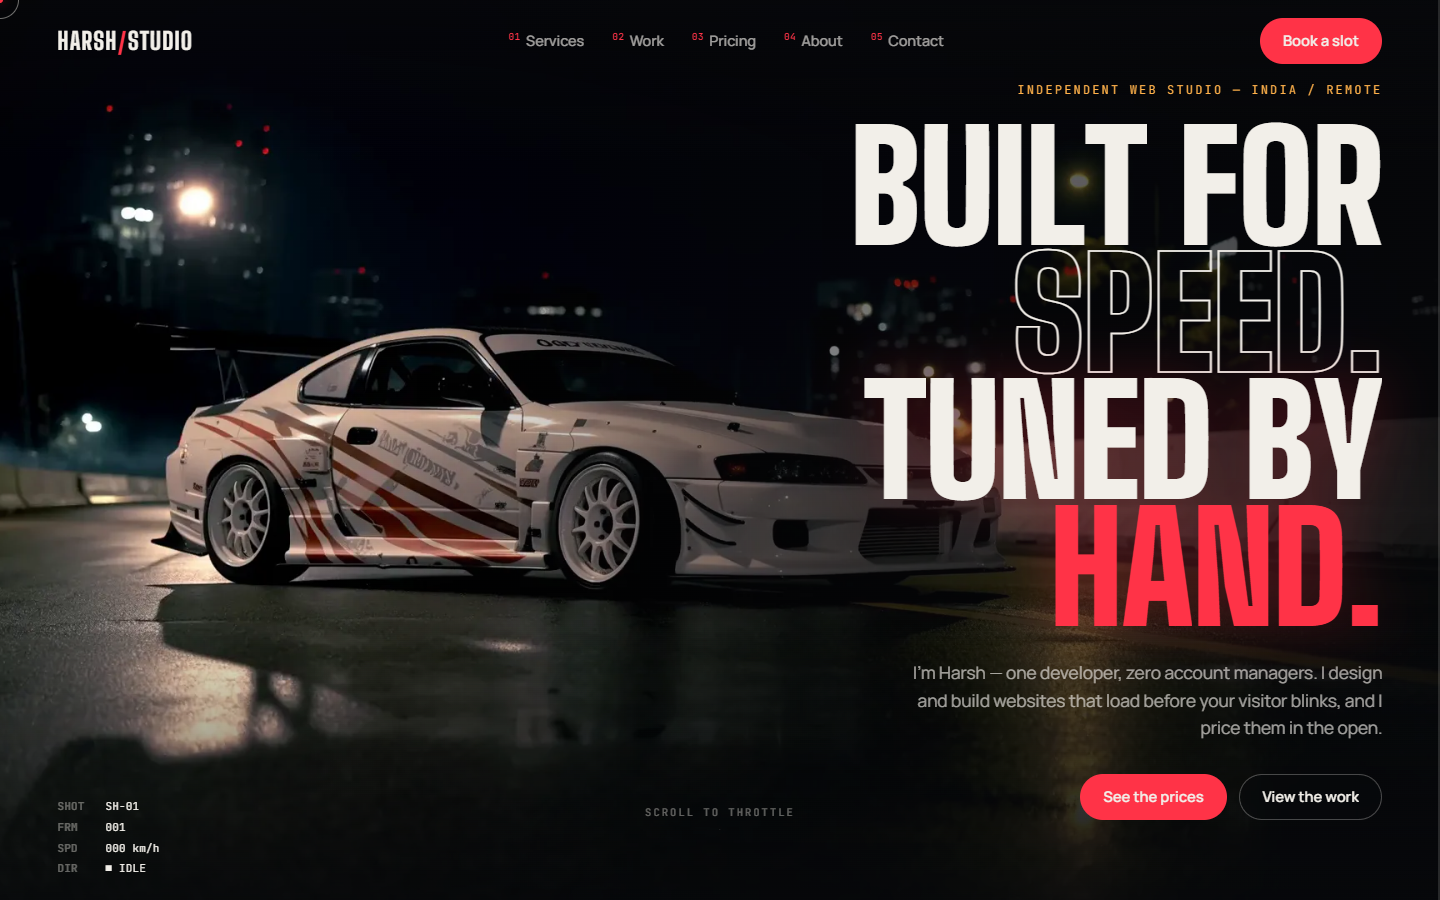 HARSH/STUDIO
01 Services
02 Work
03 Pricing
04 About
05 Contact
Book a slot
INDEPENDENT WEB STUDIO — INDIA / REMOTE
BUILT FOR
SPEED.
TUNED BY
HAND.
I'm Harsh — one developer, zero account managers. I design
and build websites that load before your visitor blinks, and I
price them in the open.
See the prices
View the work
SCROLL TO THROTTLE
SHOT SH-01
FRM 001
SPD 000 km/h
DIR ■ IDLE